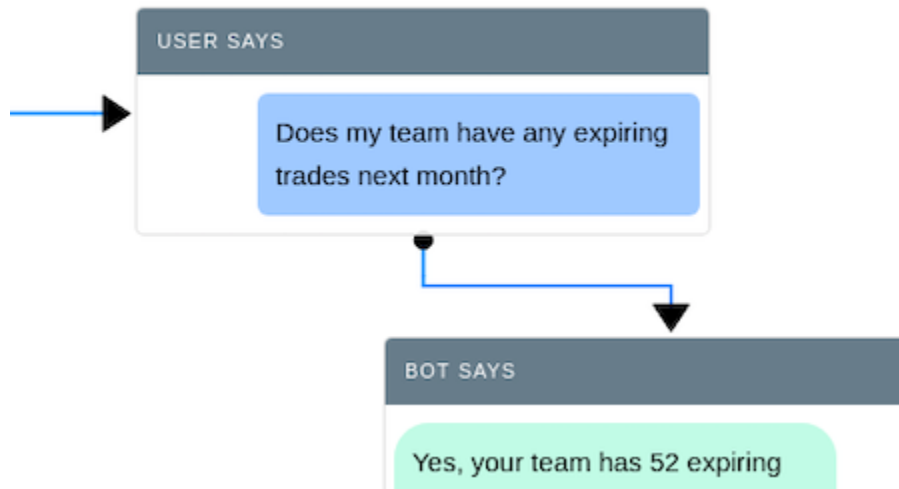 USER SAYS
Does my team have any expiring
trades next month?
BOT SAYS
Yes, your team has 52 expiring